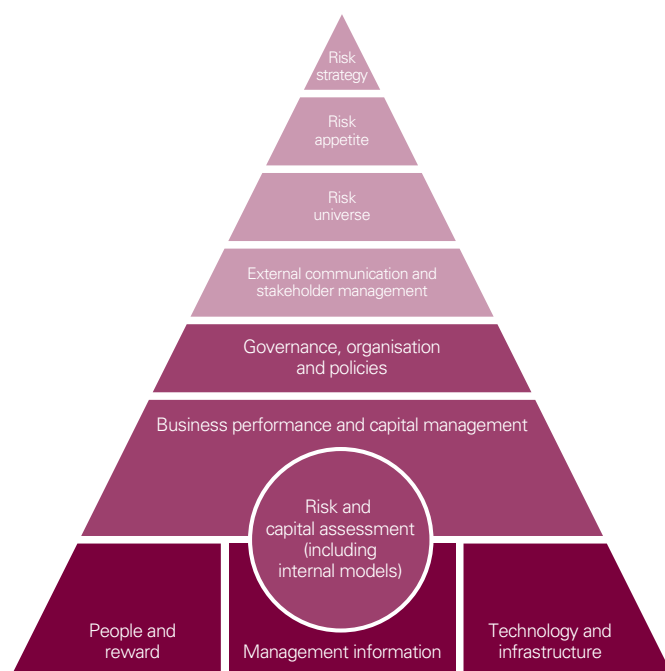 Risk
strategy
Risk
appetite
Risk
universe
External communication and
stakeholder management
Governance, organisation
and policies
Business performance and capital management
Risk and
capital assessment
(including
internal models)
People and
reward
Management information
Technology and
infrastructure